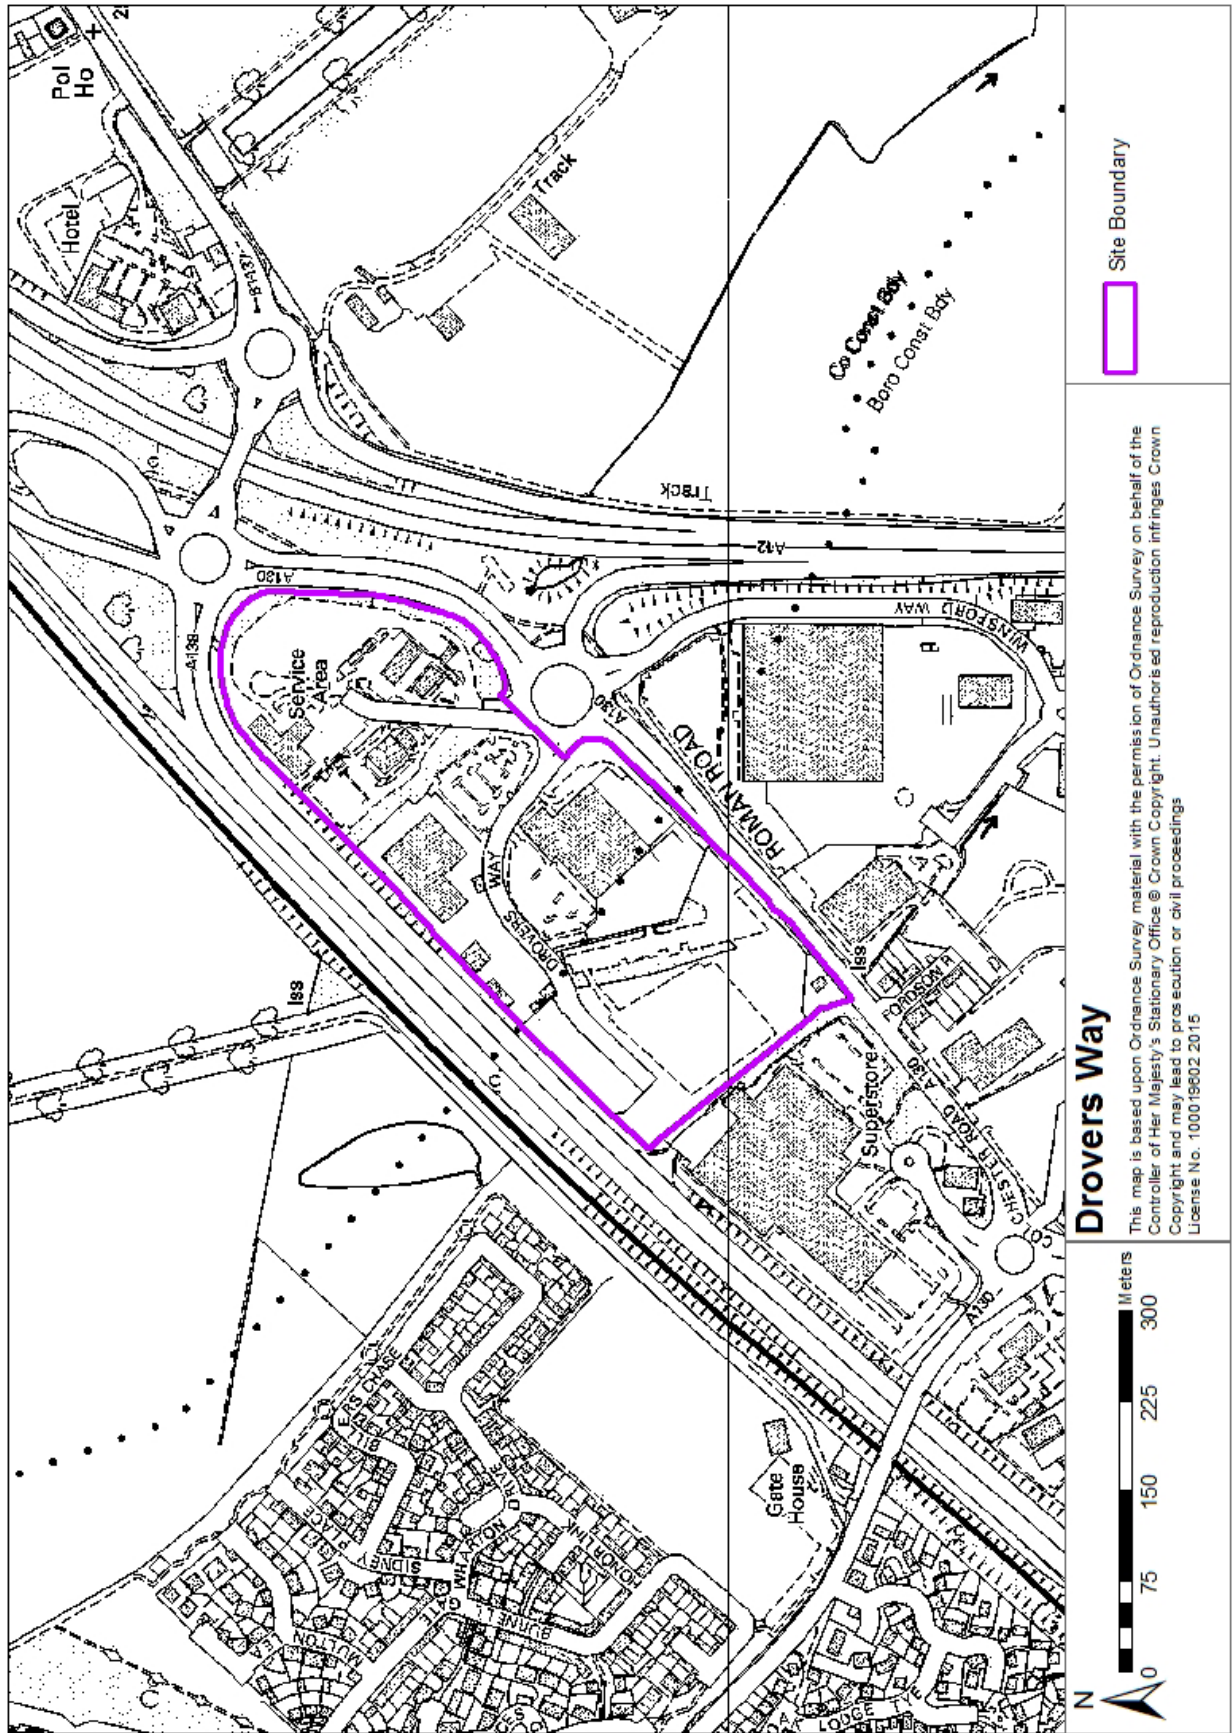 Pol
Ho
Hotel
B1137
Track
A138
A130
Service
Area
Track
A12
Co Const Bdy
Boro Const Bdy
WINSFORD WAY
A130
ROMAN ROAD
DROVERS
WAY
Iss
Iss
FORDSON R
Superstore
A130
COLCHESTER ROAD
A130
Gate
House
CHASE
PLACE
SIDNEY
WHARTON
DRIVE
BURNELL
GATE
MOULTON
LODGE
Drovers Way
This map is based upon Ordnance Survey material with the permission of Ordnance Survey on behalf of the
Controller of Her Majesty's Stationary Office © Crown Copyright. Unauthorised reproduction infringes Crown
Copyright and may lead to prosecution or civil proceedings
License No. 100019602 2015
Site Boundary
N
0 75 150 225 300
Meters